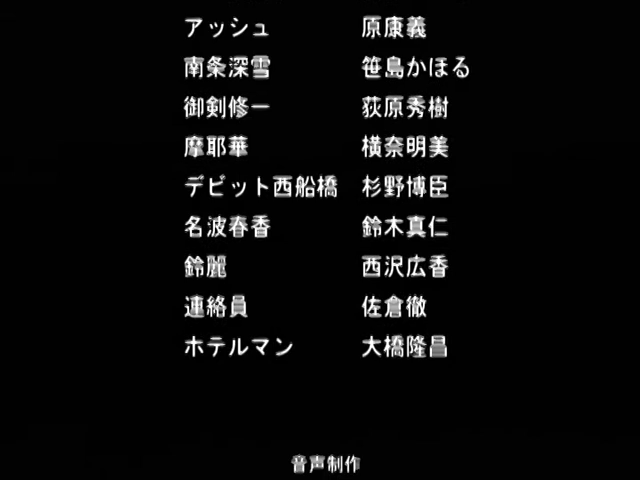 アッシュ 原康義
南条深雪 笹島かほる
御剣修一 荻原秀樹
摩耶華 横奈明美
デビット西船橋 杉野博臣
名波春香 鈴木真仁
鈴麗 西沢広香
連絡員 佐倉徹
ホテルマン 大橋隆昌
音声制作